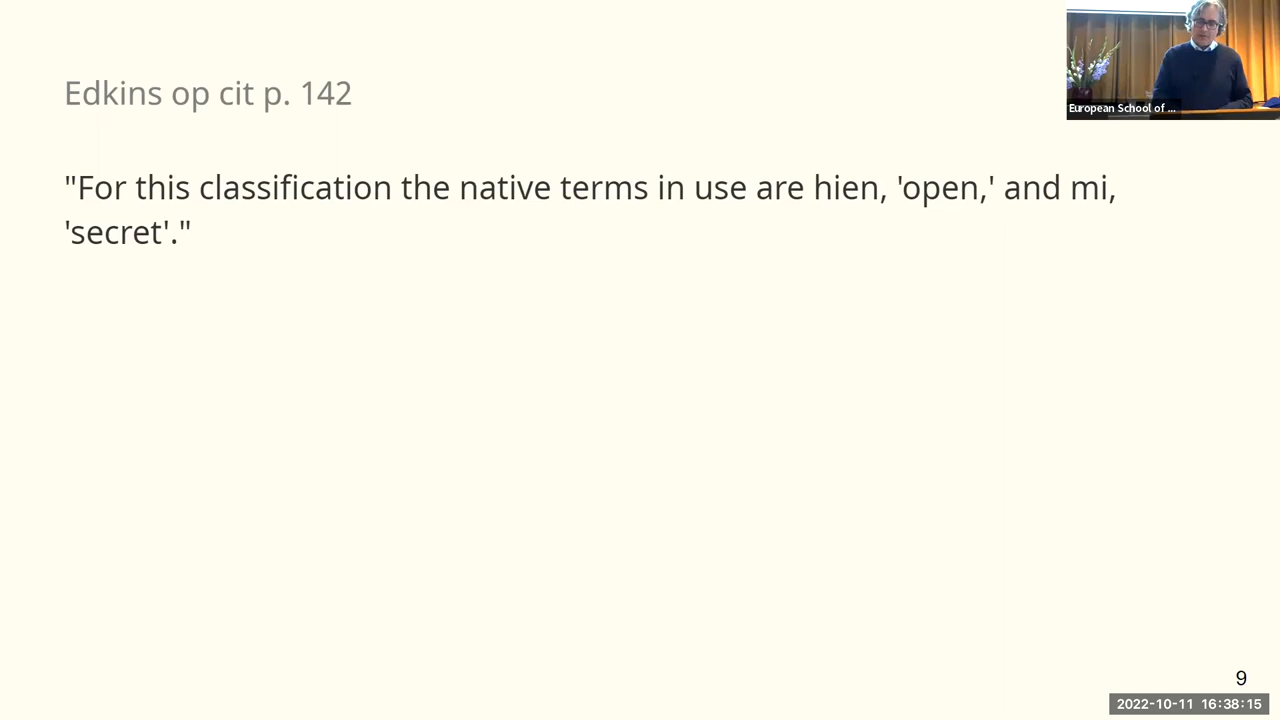 Edkins op cit p. 142
European School of ...
"For this classification the native terms in use are hien, 'open,' and mi,
'secret'."
9
2022-10-11 16:38:15